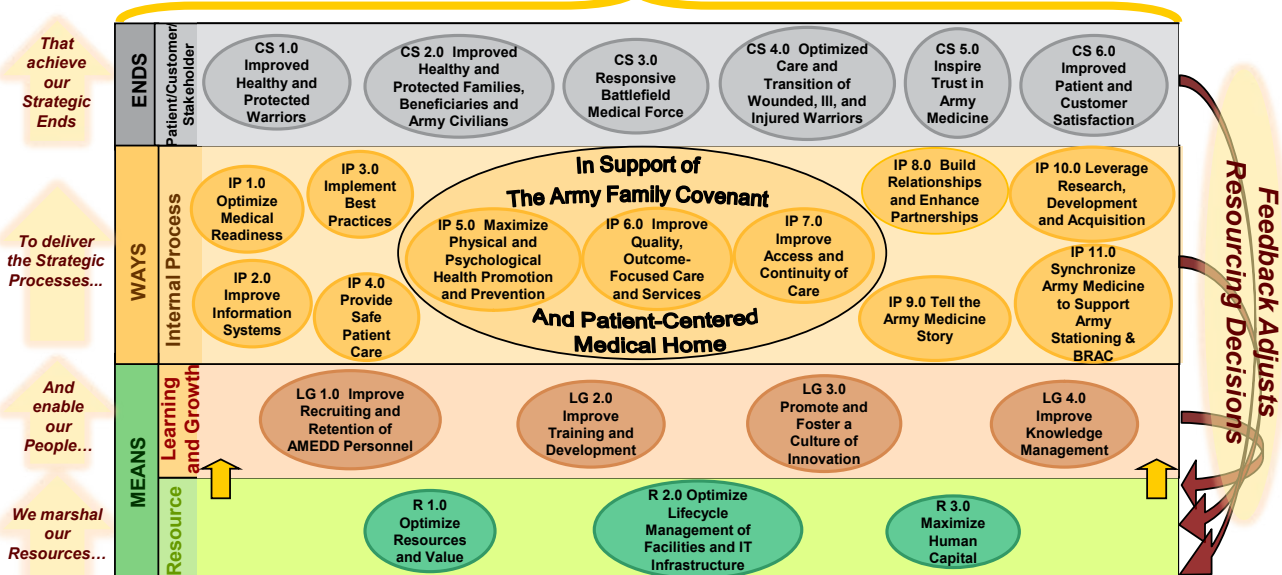 That
achieve
our
Strategic
Ends
ENDS
Patient/Customer/
Stakeholder
CS 1.0
Improved
Healthy and
Protected
Warriors
CS 2.0 Improved
Healthy and
Protected Families,
Beneficiaries and
Army Civilians
CS 3.0
Responsive
Battlefield
Medical Force
CS 4.0 Optimized
Care and
Transition of
Wounded, Ill, and
Injured Warriors
CS 5.0
Inspire
Trust in
Army
Medicine
CS 6.0
Improved
Patient and
Customer
Satisfaction
To deliver
the Strategic
Processes...
WAYS
Internal Process
IP 1.0
Optimize
Medical
Readiness
IP 2.0
Improve
Information
Systems
IP 3.0
Implement
Best
Practices
IP 4.0
Provide
Safe
Patient
Care
In Support of
The Army Family Covenant
IP 5.0 Maximize
Physical and
Psychological
Health Promotion
and Prevention
IP 6.0 Improve
Quality,
Outcome-
Focused Care
and Services
IP 7.0
Improve
Access and
Continuity of
Care
And Patient-Centered
Medical Home
IP 8.0 Build
Relationships
and Enhance
Partnerships
IP 9.0 Tell the
Army Medicine
Story
IP 10.0 Leverage
Research,
Development
and Acquisition
IP 11.0
Synchronize
Army Medicine
to Support
Army
Stationing &
BRAC
And
enable
our
People…
MEANS
Learning
and Growth
LG 1.0 Improve
Recruiting and
Retention of
AMEDD Personnel
LG 2.0
Improve
Training and
Development
LG 3.0
Promote and
Foster a
Culture of
Innovation
LG 4.0
Improve
Knowledge
Management
We marshal
our
Resources…
Resource
R 1.0
Optimize
Resources
and Value
R 2.0 Optimize
Lifecycle
Management of
Facilities and IT
Infrastructure
R 3.0
Maximize
Human
Capital
Feedback Adjusts
Resourcing Decisions